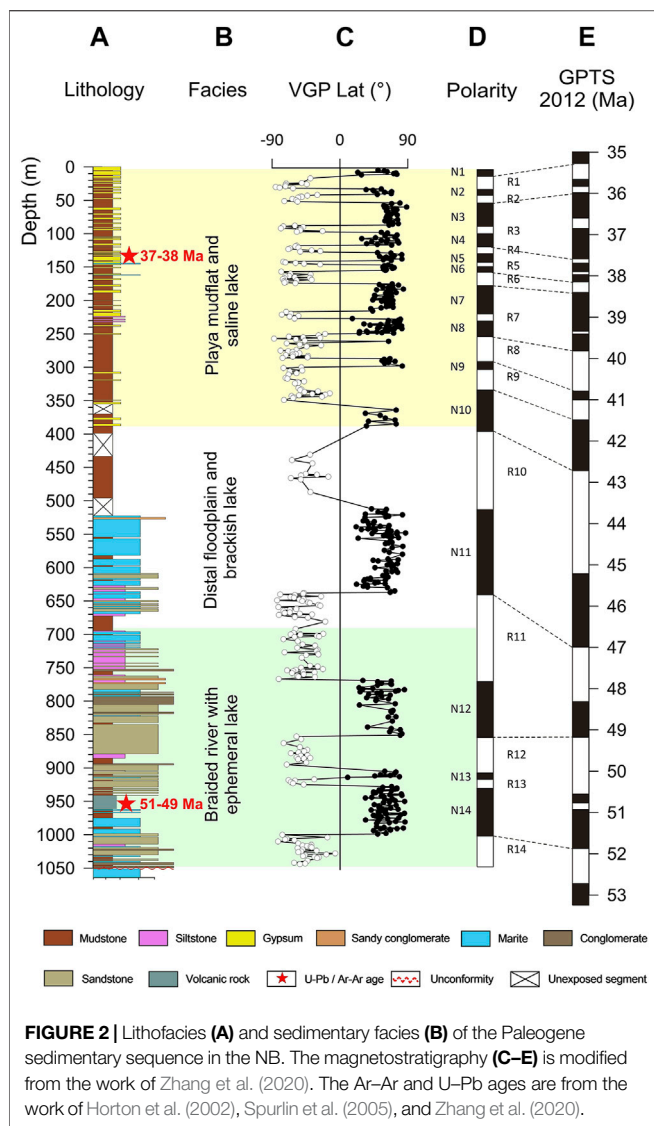 A B C D E
Lithology Facies VGP Lat (°) Polarity GPTS
2012 (Ma)
-90 0 90
Depth (m)
0
50
100
150
200
250
300
350
400
450
500
550
600
650
700
750
800
850
900
950
1000
1050
37-38 Ma
51-49 Ma
Playa mudflat and
saline lake
Distal floodplain and
brackish lake
Braided river with
ephemeral lake
N1
N2
N3
N4
N5
N6
N7
N8
N9
N10
N11
N12
N13
N14
R1
R2
R3
R4
R5
R6
R7
R8
R9
R10
R11
R12
R13
R14
35
36
37
38
39
40
41
42
43
44
45
46
47
48
49
50
51
52
53
Mudstone Siltstone Gypsum Sandy conglomerate Marite Conglomerate
Sandstone Volcanic rock U-Pb / Ar-Ar age Unconformity Unexposed segment
FIGURE 2 | Lithofacies (A) and sedimentary facies (B) of the Paleogene
sedimentary sequence in the NB. The magnetostratigraphy (C–E) is modified
from the work of Zhang et al. (2020). The Ar–Ar and U–Pb ages are from the
work of Horton et al. (2002), Spurlin et al. (2005), and Zhang et al. (2020).